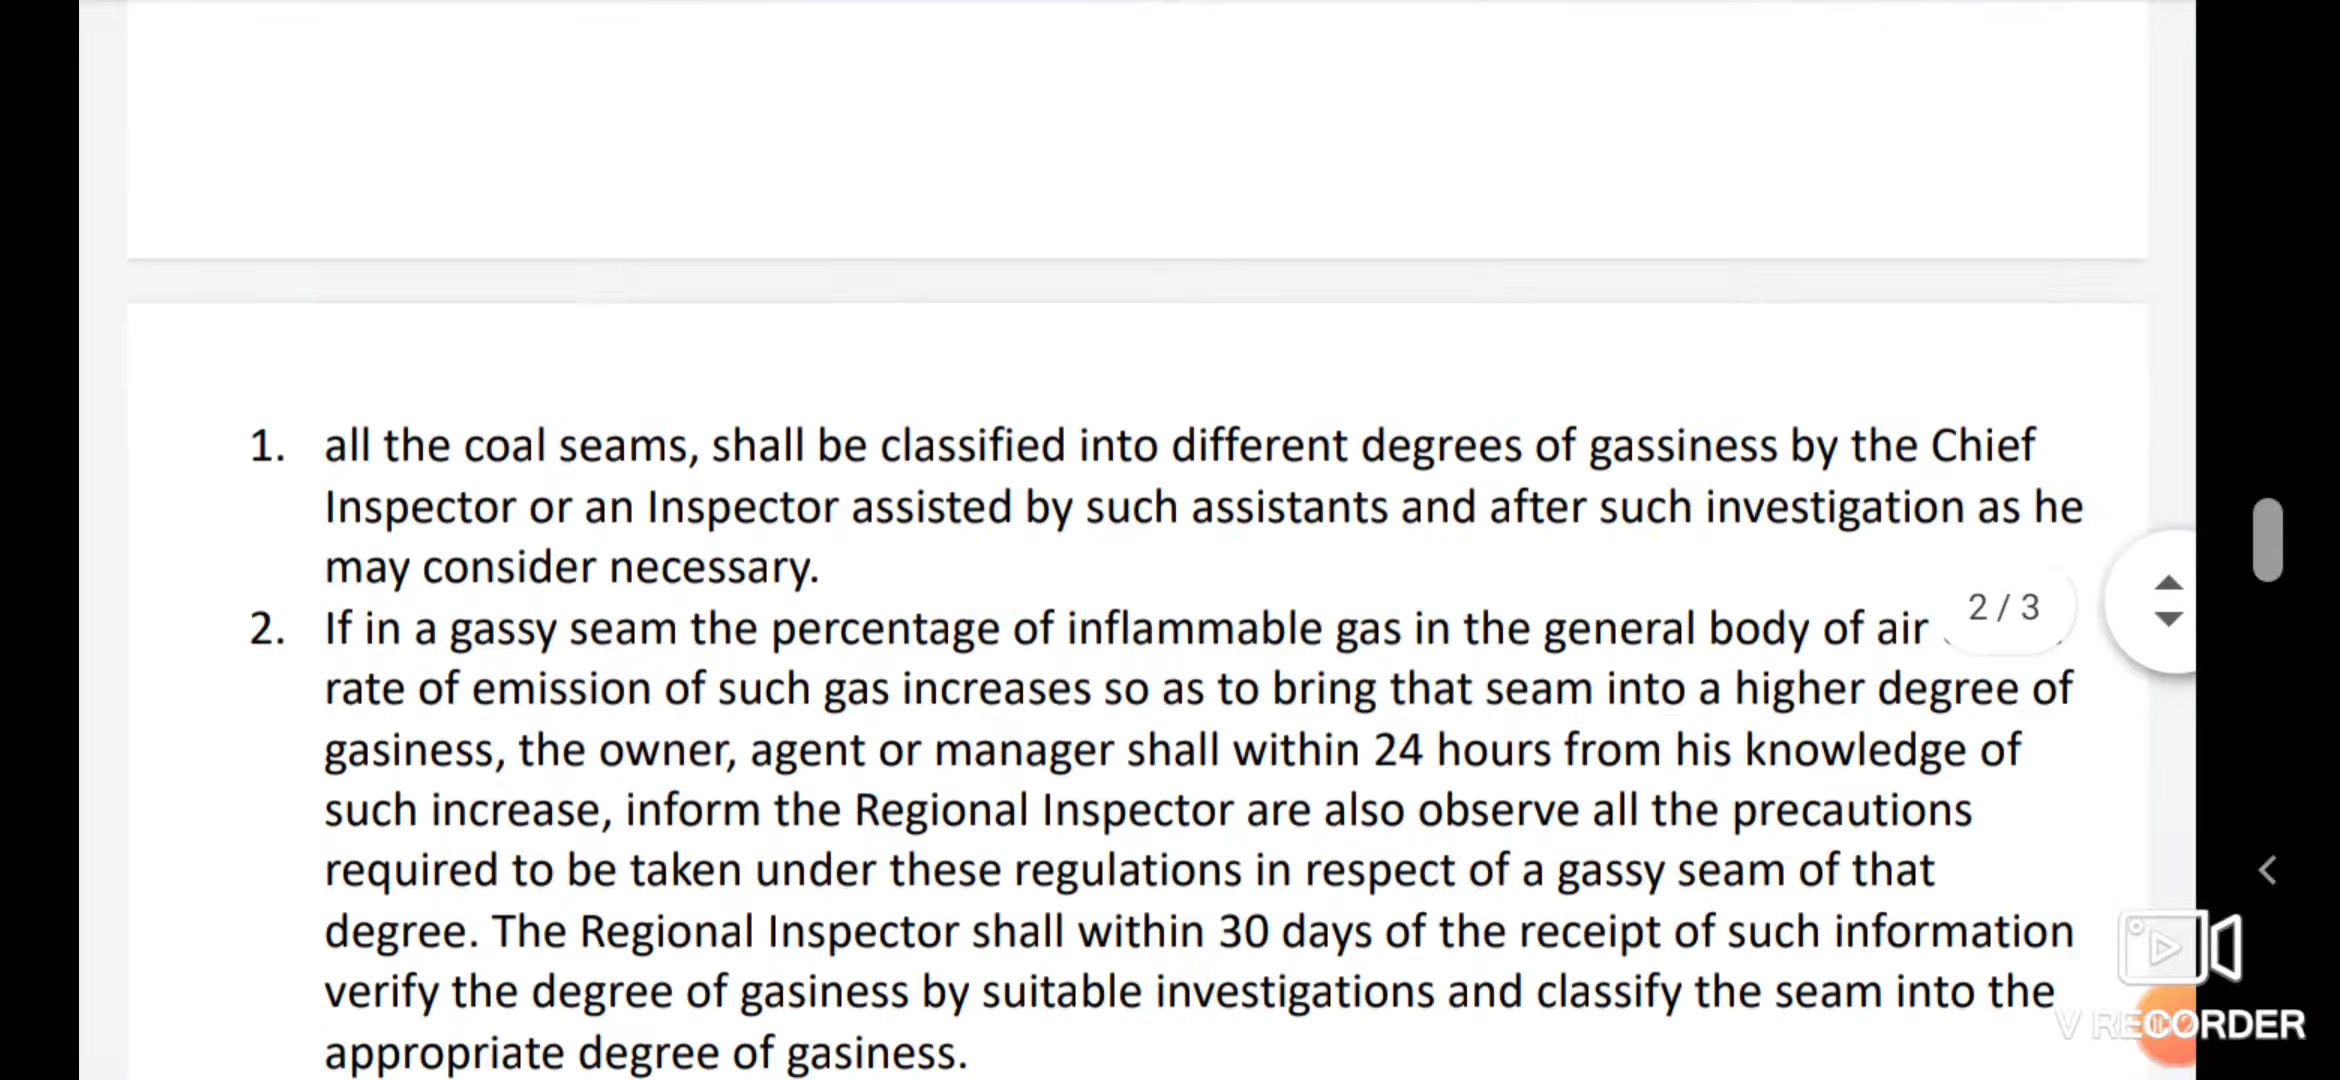 1. all the coal seams, shall be classified into different degrees of gassiness by the Chief
Inspector or an Inspector assisted by such assistants and after such investigation as he
may consider necessary.
2. If in a gassy seam the percentage of inflammable gas in the general body of air
2 / 3
rate of emission of such gas increases so as to bring that seam into a higher degree of
gasiness, the owner, agent or manager shall within 24 hours from his knowledge of
such increase, inform the Regional Inspector are also observe all the precautions
required to be taken under these regulations in respect of a gassy seam of that
degree. The Regional Inspector shall within 30 days of the receipt of such information
verify the degree of gasiness by suitable investigations and classify the seam into the
appropriate degree of gasiness.
V RECORDER